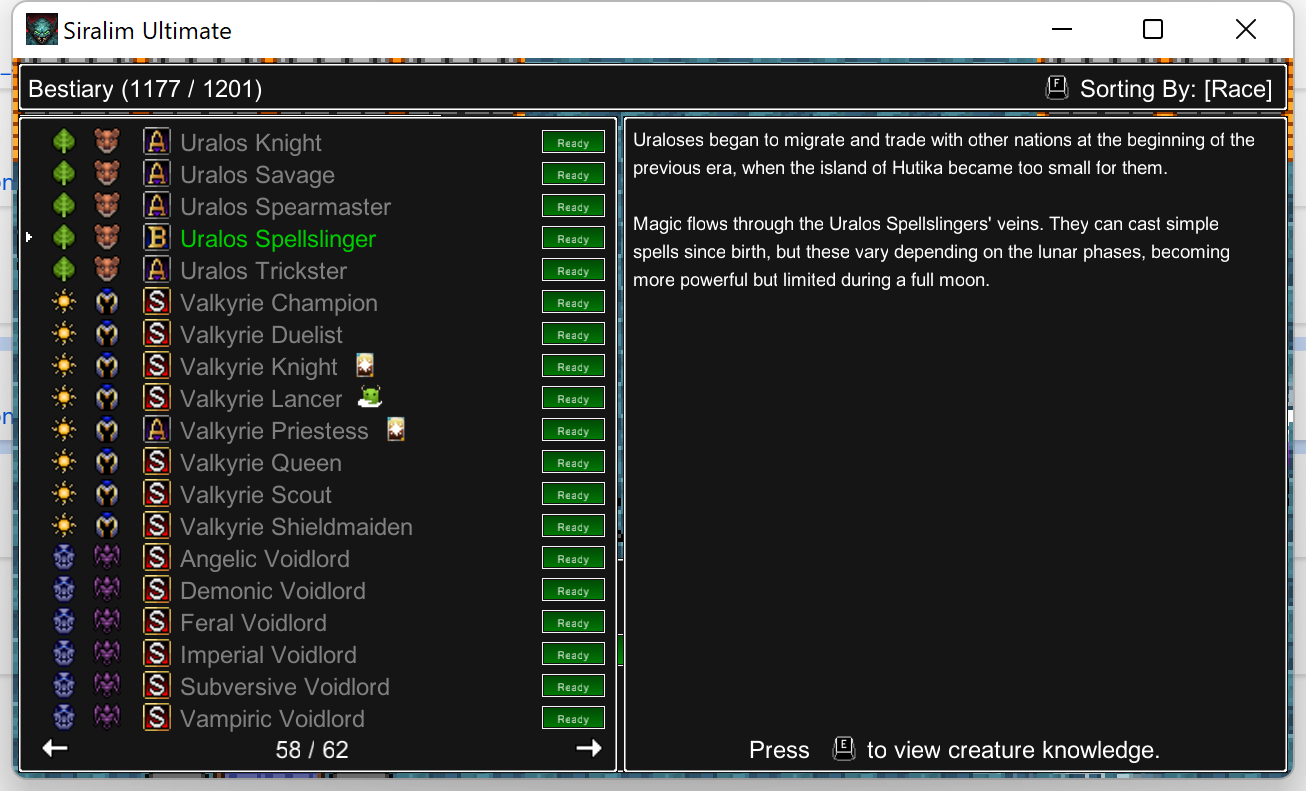 Siralim Ultimate
Bestiary (1177 / 1201)
F Sorting By: [Race]
A Uralos Knight Ready
A Uralos Savage Ready
A Uralos Spearmaster Ready
B Uralos Spellslinger Ready
A Uralos Trickster Ready
S Valkyrie Champion Ready
S Valkyrie Duelist Ready
S Valkyrie Knight Ready
S Valkyrie Lancer Ready
A Valkyrie Priestess Ready
S Valkyrie Queen Ready
S Valkyrie Scout Ready
S Valkyrie Shieldmaiden Ready
S Angelic Voidlord Ready
S Demonic Voidlord Ready
S Feral Voidlord Ready
S Imperial Voidlord Ready
S Subversive Voidlord Ready
S Vampiric Voidlord Ready
58 / 62
Uraloses began to migrate and trade with other nations at the beginning of the
previous era, when the island of Hutika became too small for them.
Magic flows through the Uralos Spellslingers' veins. They can cast simple
spells since birth, but these vary depending on the lunar phases, becoming
more powerful but limited during a full moon.
Press E to view creature knowledge.